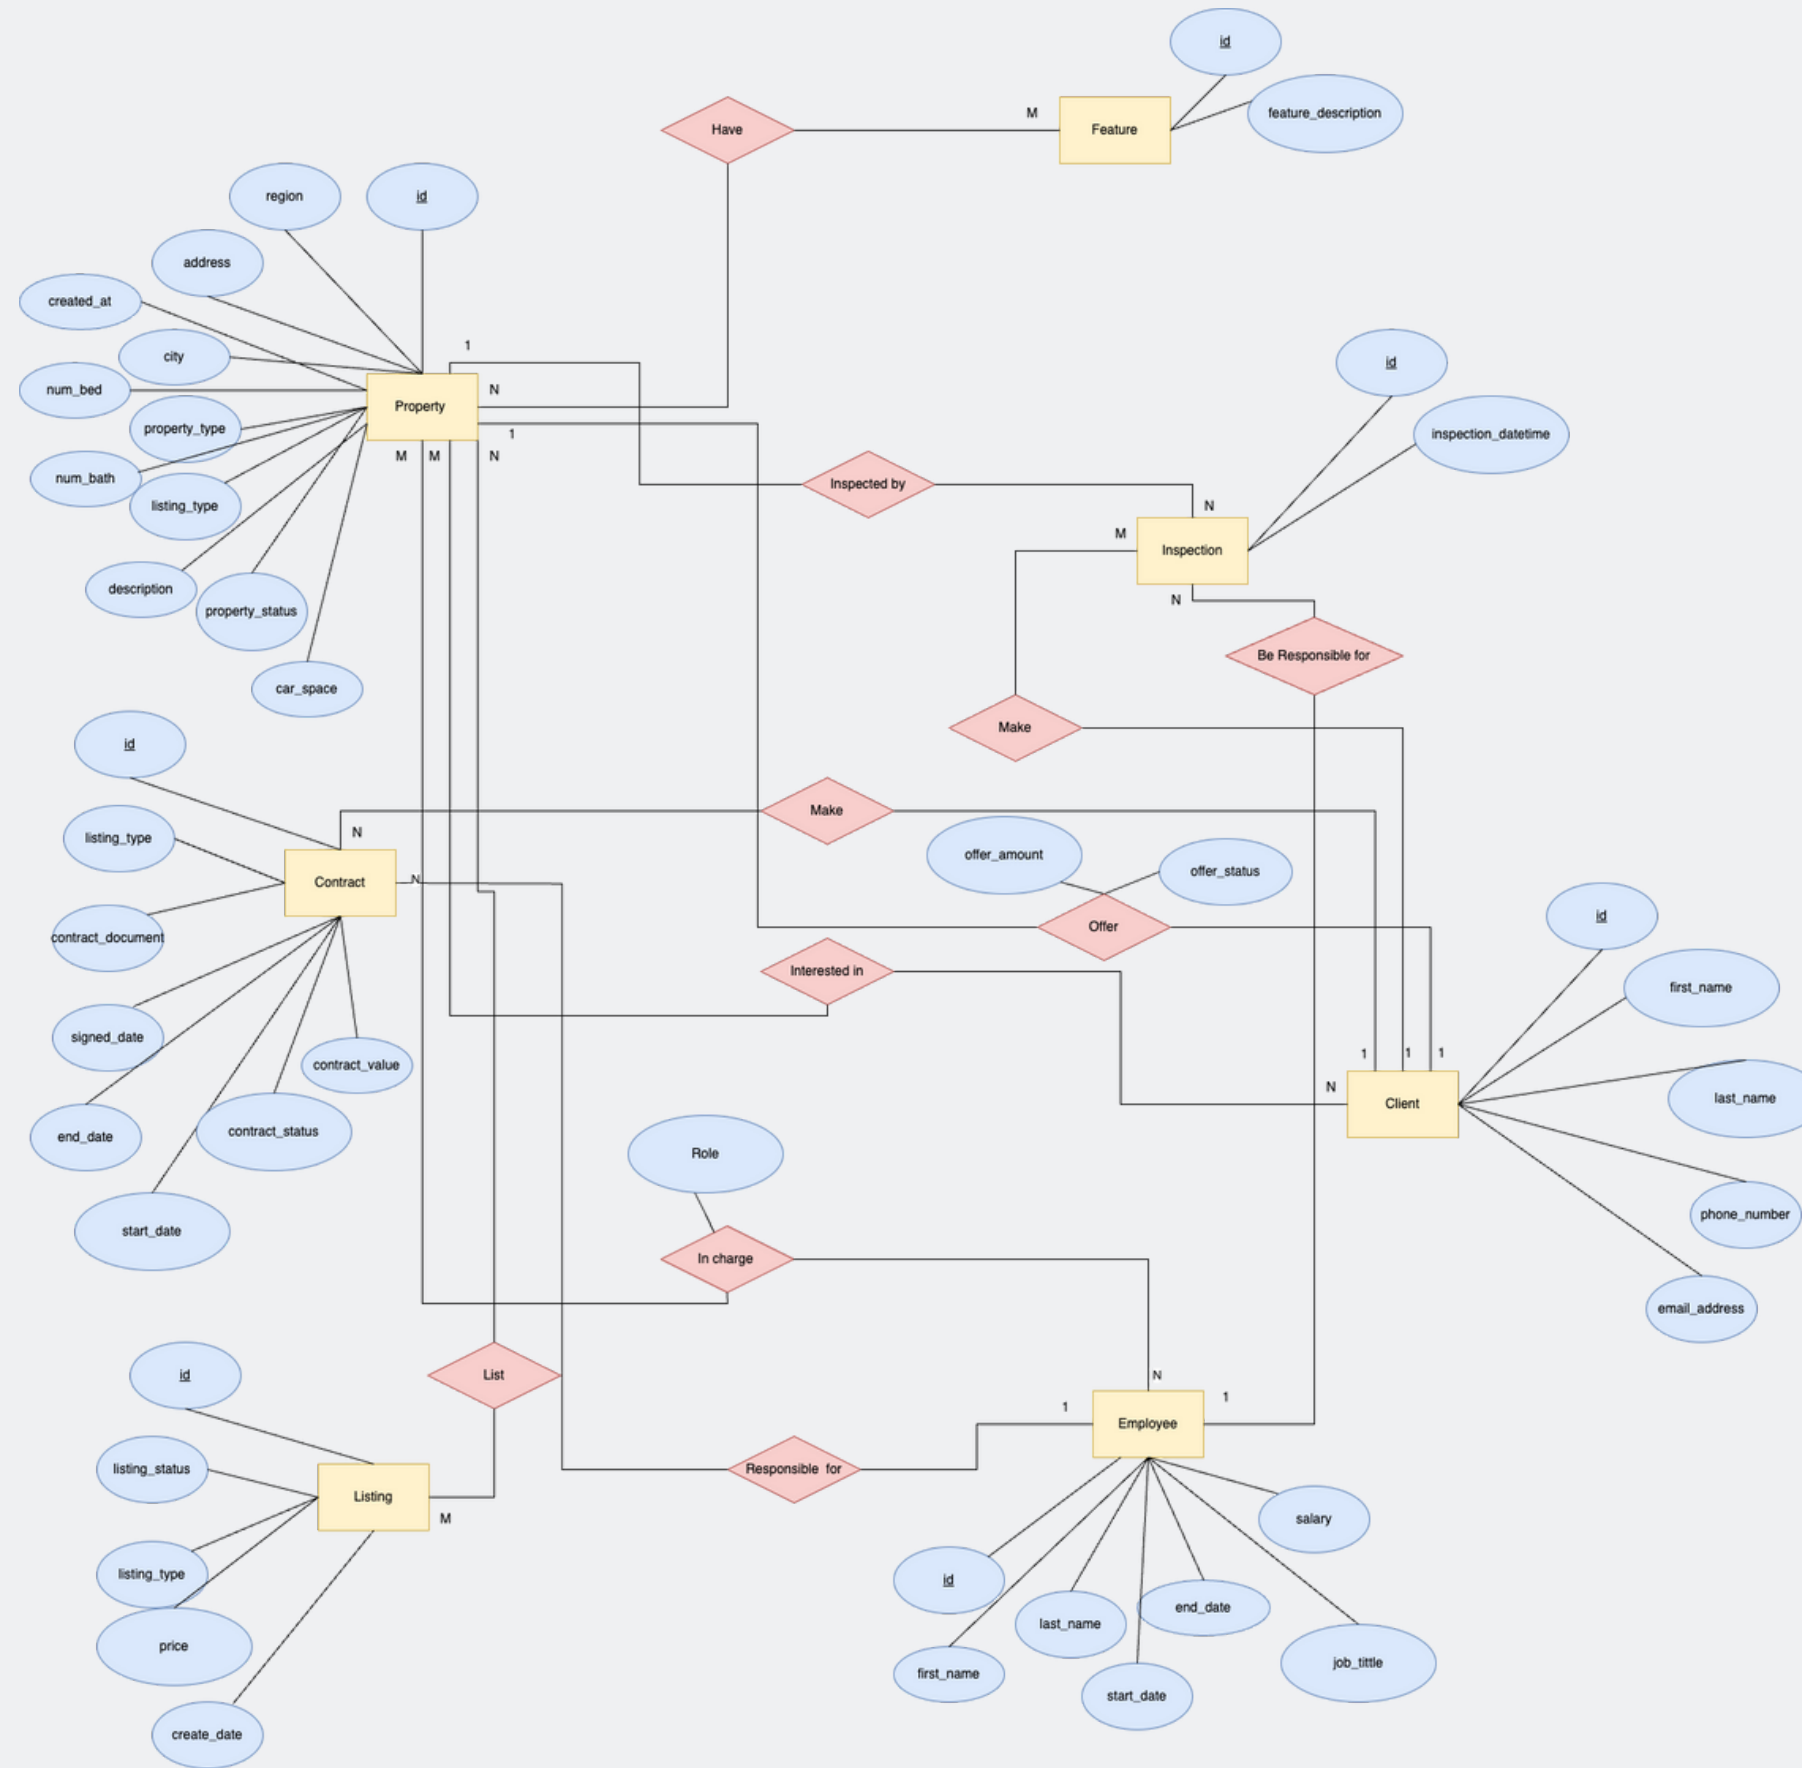 id
feature_description
Have
M
Feature
region
id
address
created_at
city
1
num_bed
N
Property
property_type
1
M
M
N
num_bath
listing_type
id
inspection_datetime
Inspected by
N
M
Inspection
description
property_status
N
Be Responsible for
car_space
Make
id
Make
listing_type
N
Contract
N
offer_amount
offer_status
contract_document
Offer
id
Interested in
first_name
signed_date
contract_value
1
1
1
N
Client
last_name
end_date
contract_status
Role
start_date
phone_number
In charge
email_address
id
List
N
1
1
Employee
listing_status
Responsible for
Listing
M
salary
listing_type
id
last_name
end_date
price
first_name
job_tittle
start_date
create_date